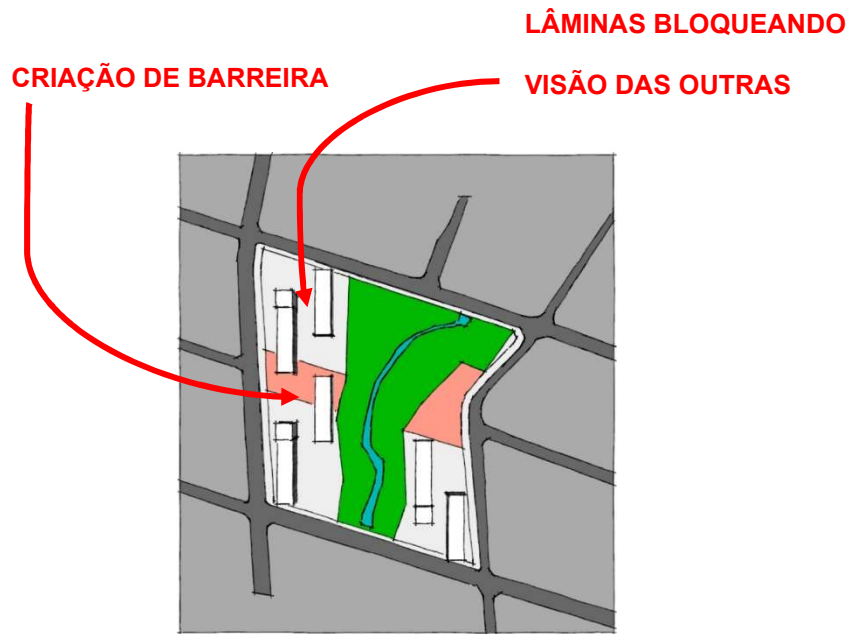 LÂMINAS BLOQUEANDO
VISÃO DAS OUTRAS
CRIAÇÃO DE BARREIRA